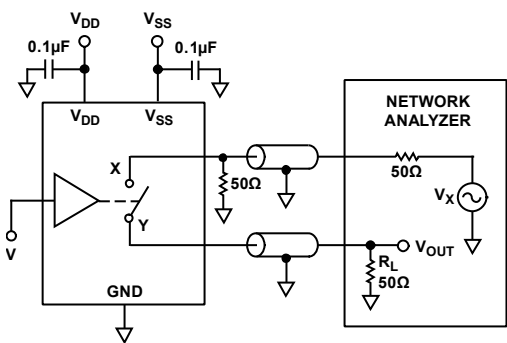 VDD
VSS
0.1µF
0.1µF
VDD
VSS
NETWORK
ANALYZER
X
50Ω
50Ω
VX
Y
V
VOUT
RL
50Ω
GND